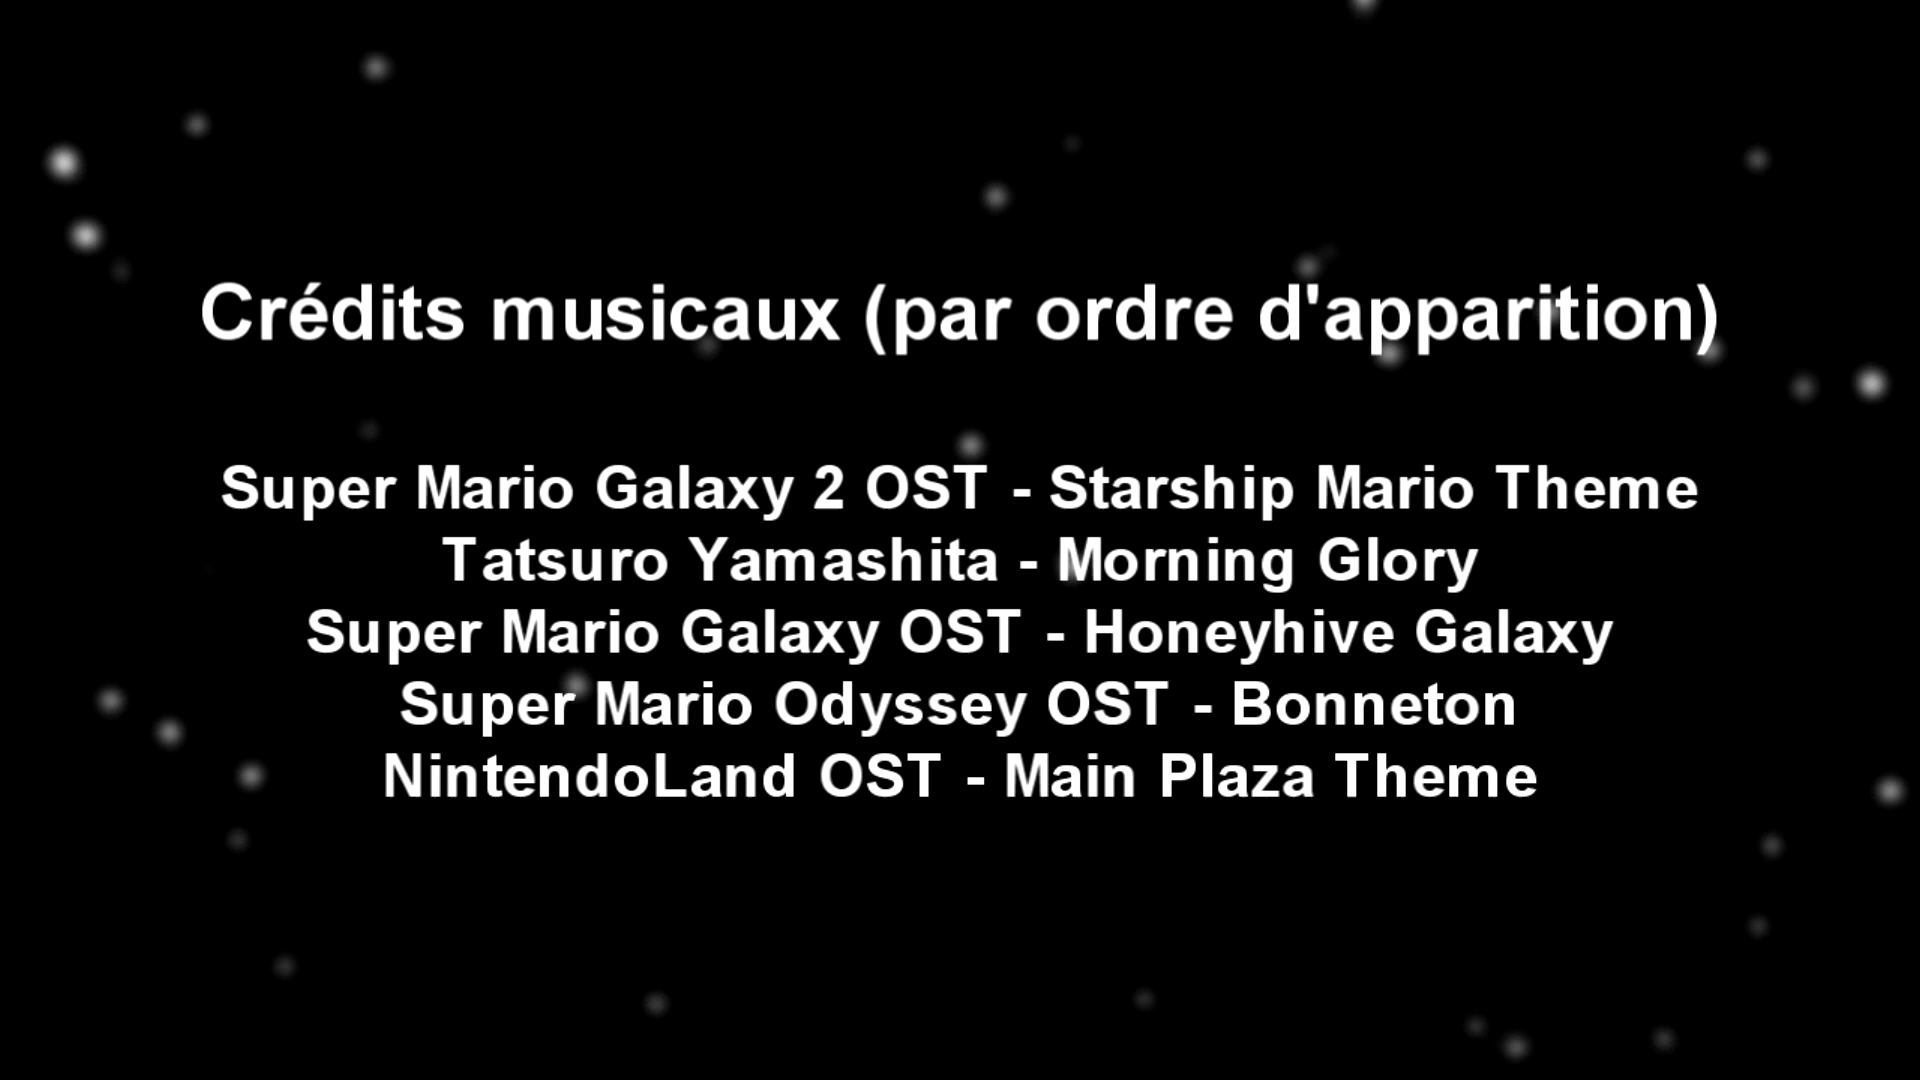 Crédits musicaux (par ordre d'apparition)
Super Mario Galaxy 2 OST - Starship Mario Theme
Tatsuro Yamashita - Morning Glory
Super Mario Galaxy OST - Honeyhive Galaxy
Super Mario Odyssey OST - Bonneton
NintendoLand OST - Main Plaza Theme